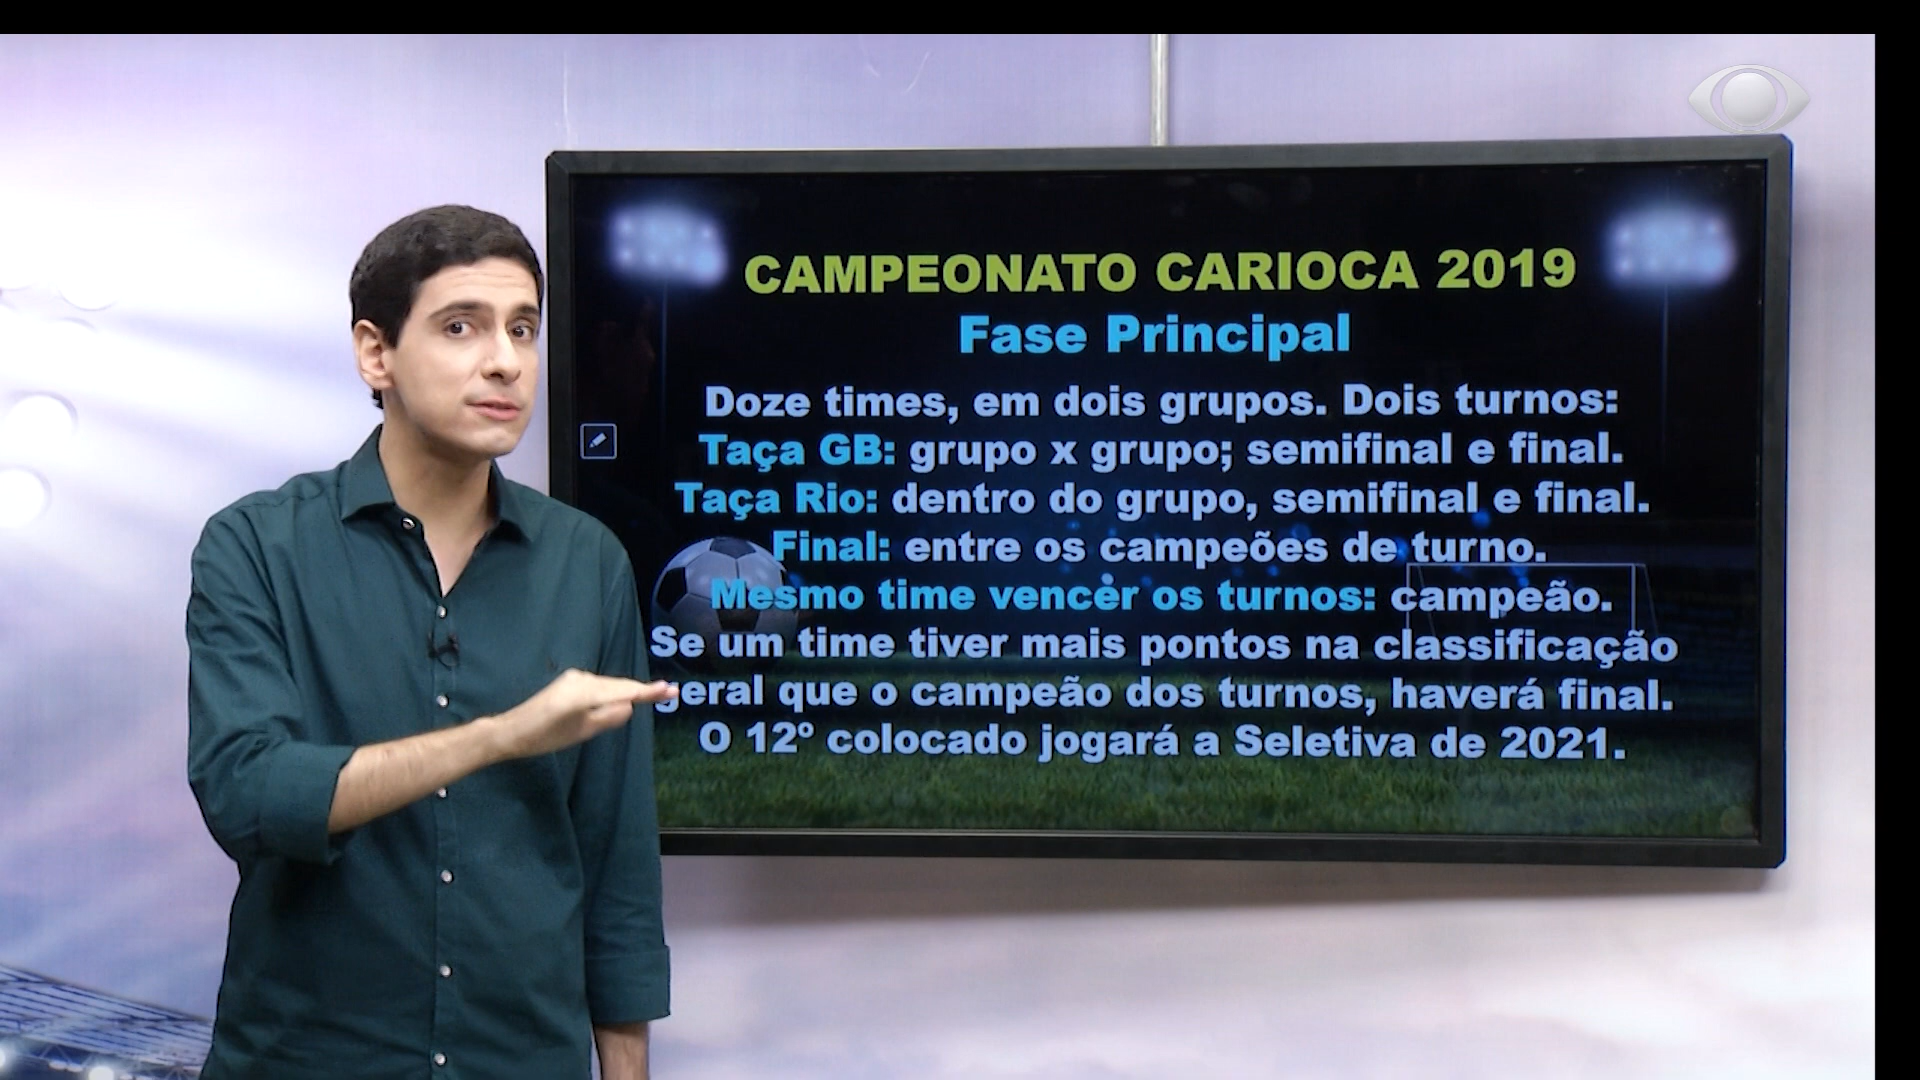 CAMPEONATO CARIOCA 2019
Fase Principal
Doze times, em dois grupos. Dois turnos:
Taça GB: grupo x grupo; semifinal e final.
Taça Rio: dentro do grupo, semifinal e final.
Final: entre os campeões de turno.
Mesmo time vencer os turnos: campeão.
Se um time tiver mais pontos na classificação
geral que o campeão dos turnos, haverá final.
O 12º colocado jogará a Seletiva de 2021.